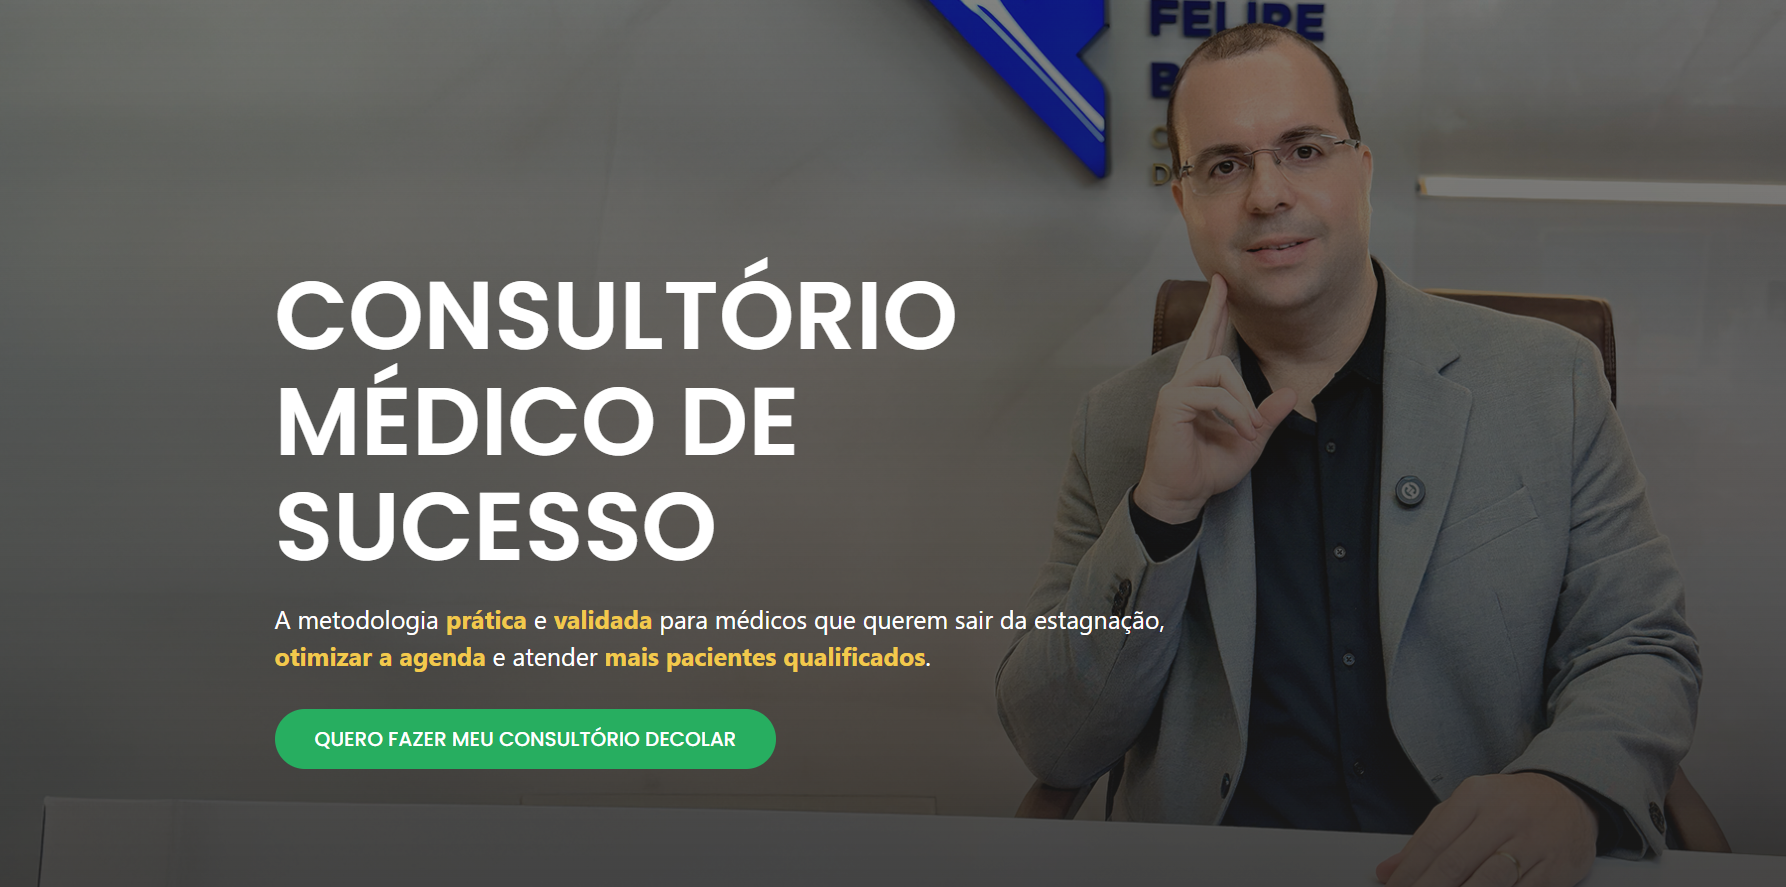 FELIPE
CONSULTÓRIO
MÉDICO DE
SUCESSO
A metodologia prática e validada para médicos que querem sair da estagnação,
otimizar a agenda e atender mais pacientes qualificados.
QUERO FAZER MEU CONSULTÓRIO DECOLAR